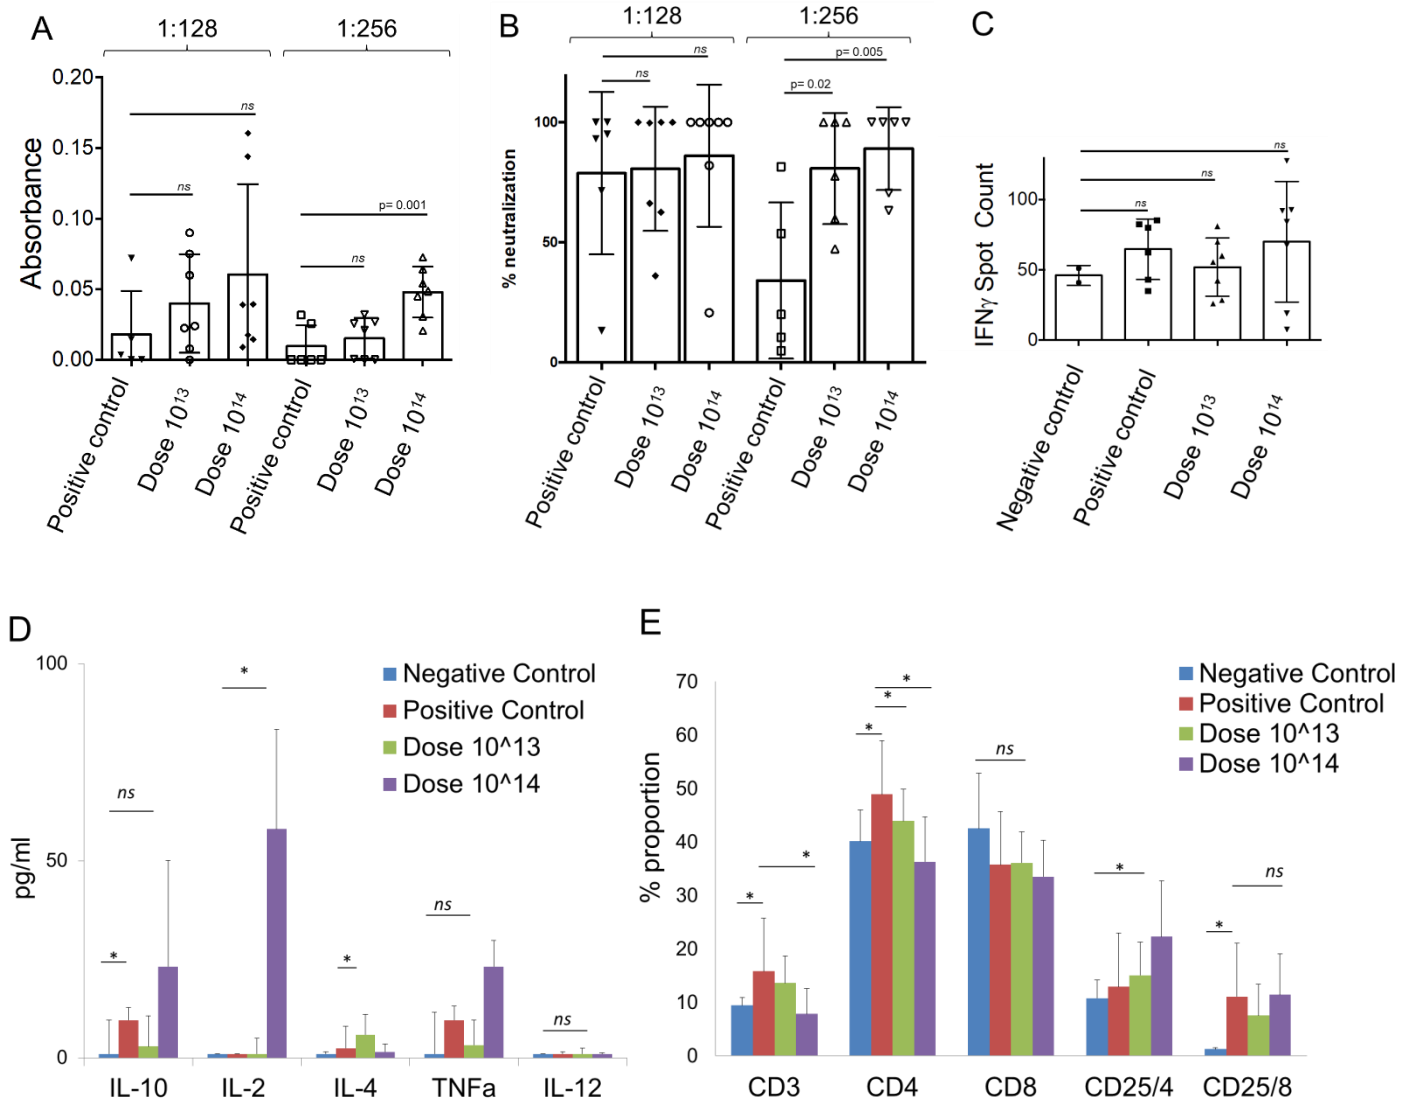 A
1:128
1:256
0.20
0.15
0.10
0.05
0.00
Absorbance
ns
ns
p= 0.001
ns
Positive control
Dose 10¹³
Dose 10¹⁴
Positive control
Dose 10¹³
Dose 10¹⁴
B
1:128
1:256
100
50
0
% neutralization
ns
ns
p= 0.005
p= 0.02
Positive control
Dose 10¹³
Dose 10¹⁴
Positive control
Dose 10¹³
Dose 10¹⁴
C
100
50
0
IFNγ Spot Count
ns
ns
ns
Negative control
Positive control
Dose 10¹³
Dose 10¹⁴
D
100
50
0
pg/ml
Negative Control
Positive Control
Dose 10^13
Dose 10^14
ns
*
*
*
ns
ns
IL-10
IL-2
IL-4
TNFa
IL-12
E
70
60
50
40
30
20
10
0
% proportion
Negative Control
Positive Control
Dose 10^13
Dose 10^14
*
*
*
*
*
ns
*
*
ns
CD3
CD4
CD8
CD25/4
CD25/8